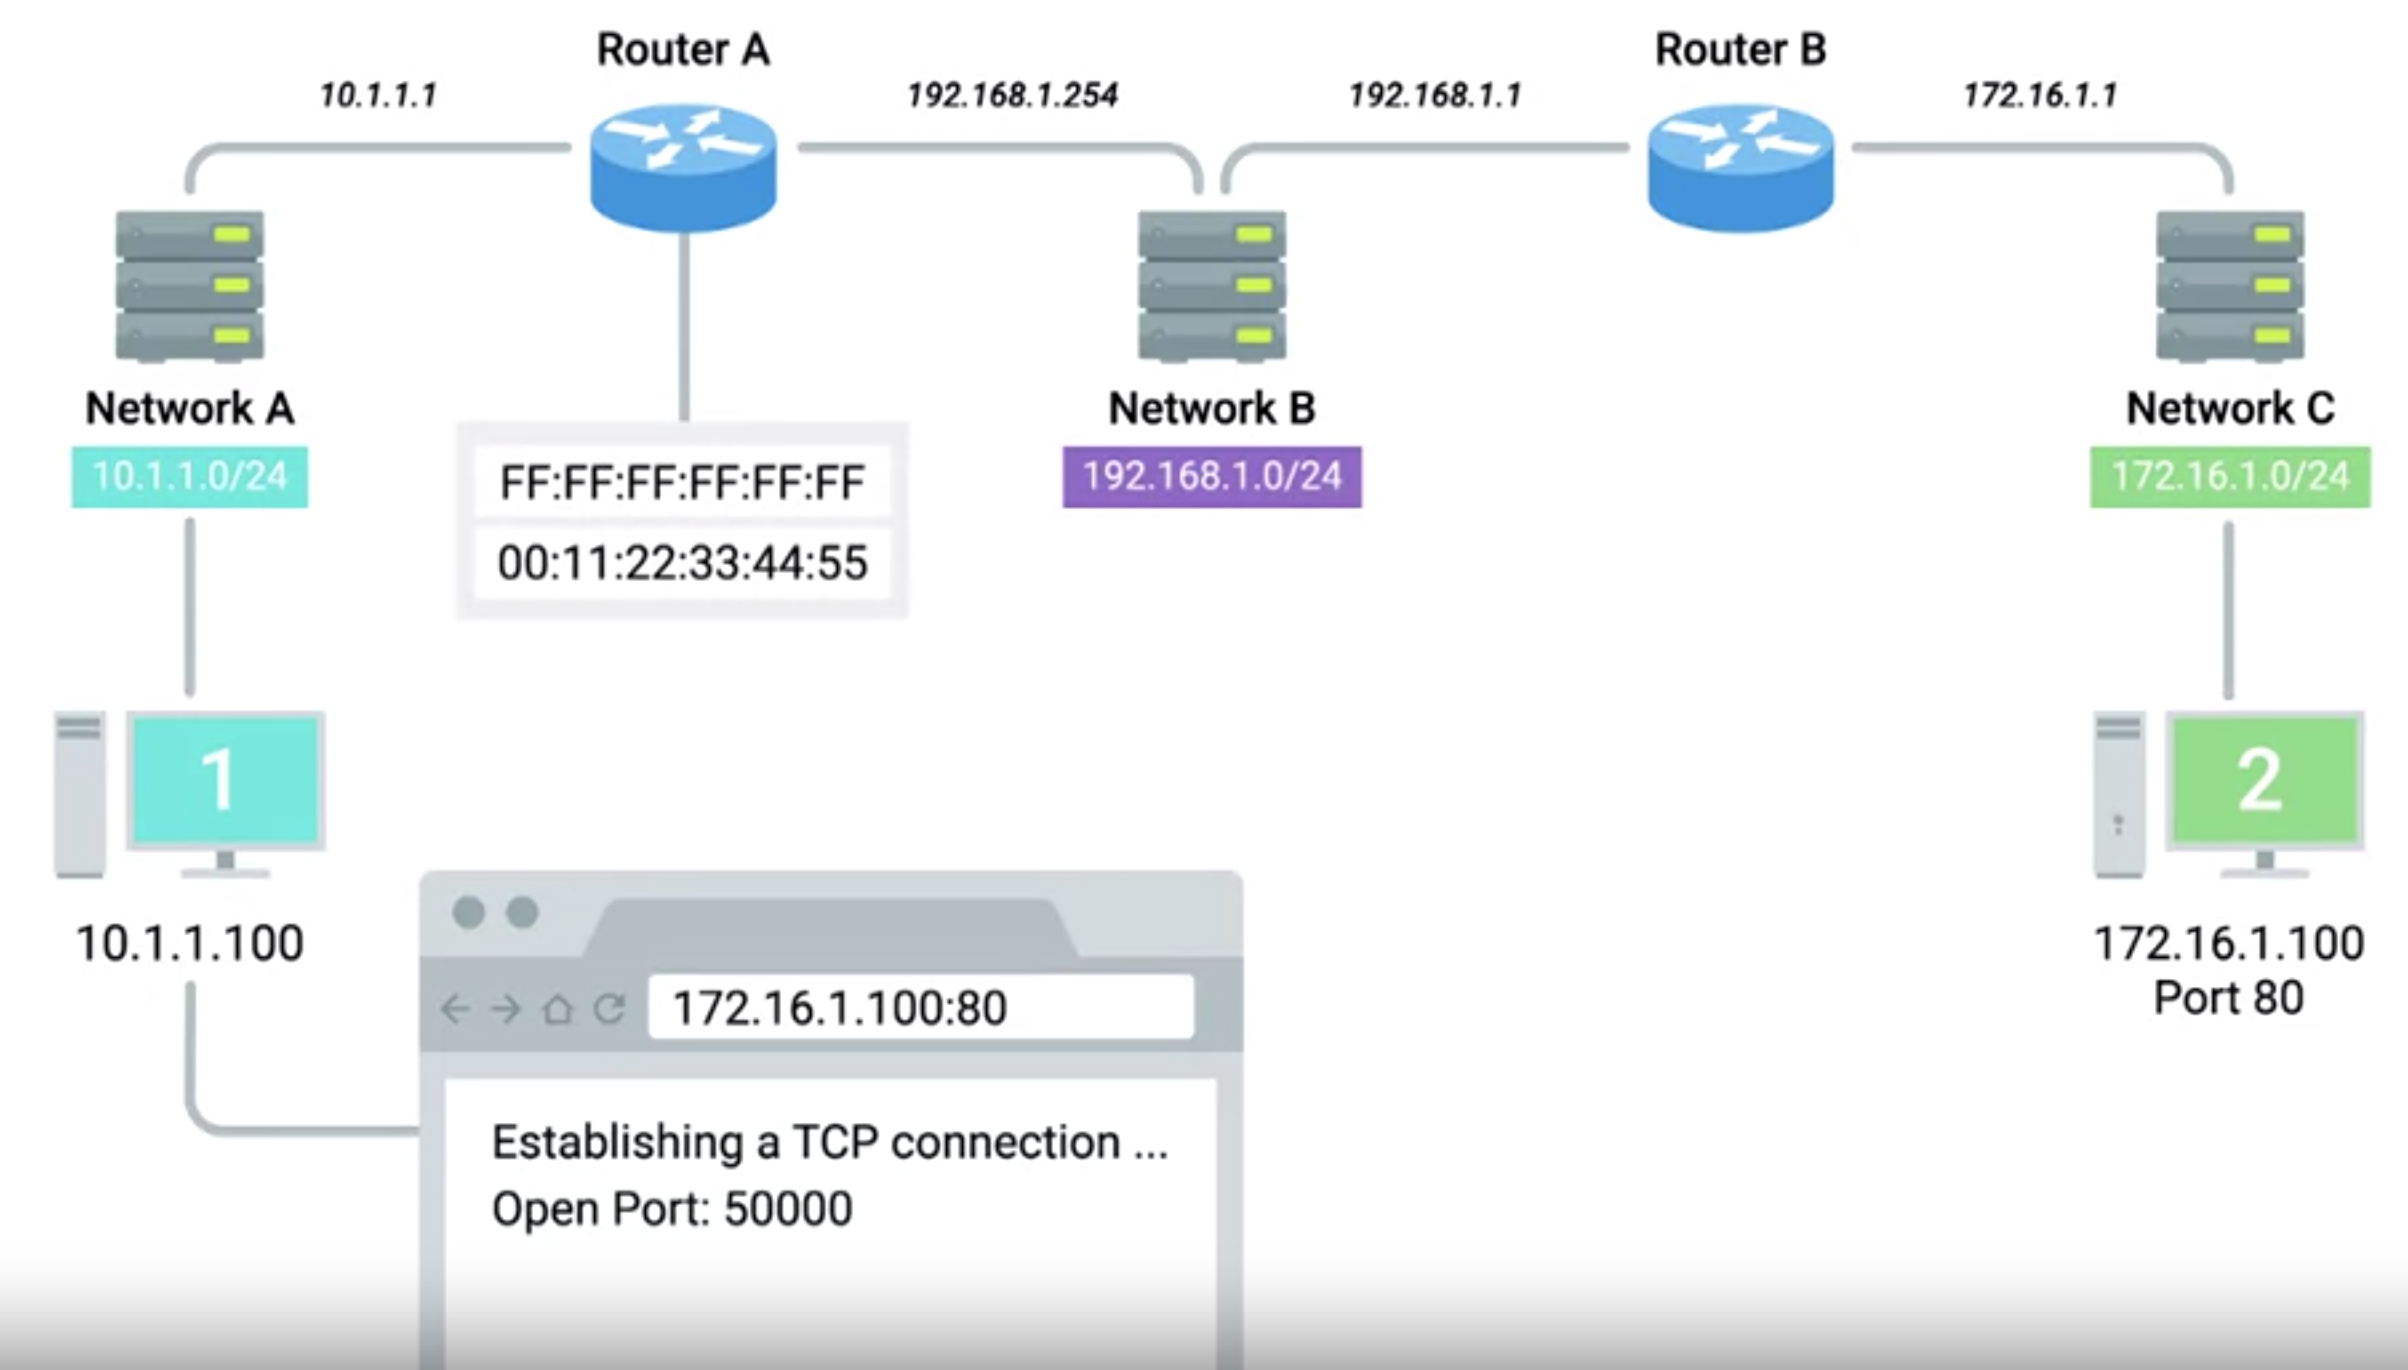 Router A
Router B
10.1.1.1
192.168.1.254
192.168.1.1
172.16.1.1
Network A
10.1.1.0/24
FF:FF:FF:FF:FF:FF
00:11:22:33:44:55
Network B
192.168.1.0/24
Network C
172.16.1.0/24
1
2
10.1.1.100
172.16.1.100
Port 80
172.16.1.100:80
Establishing a TCP connection ...
Open Port: 50000